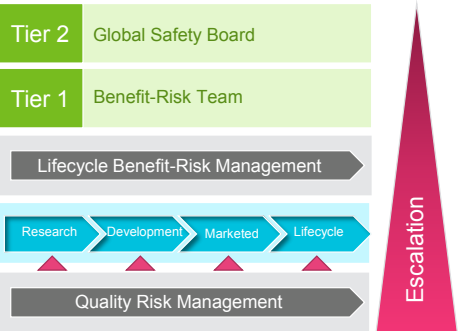 Tier 2 Global Safety Board
Tier 1 Benefit-Risk Team
Lifecycle Benefit-Risk Management
Research Development Marketed Lifecycle
Quality Risk Management
Escalation